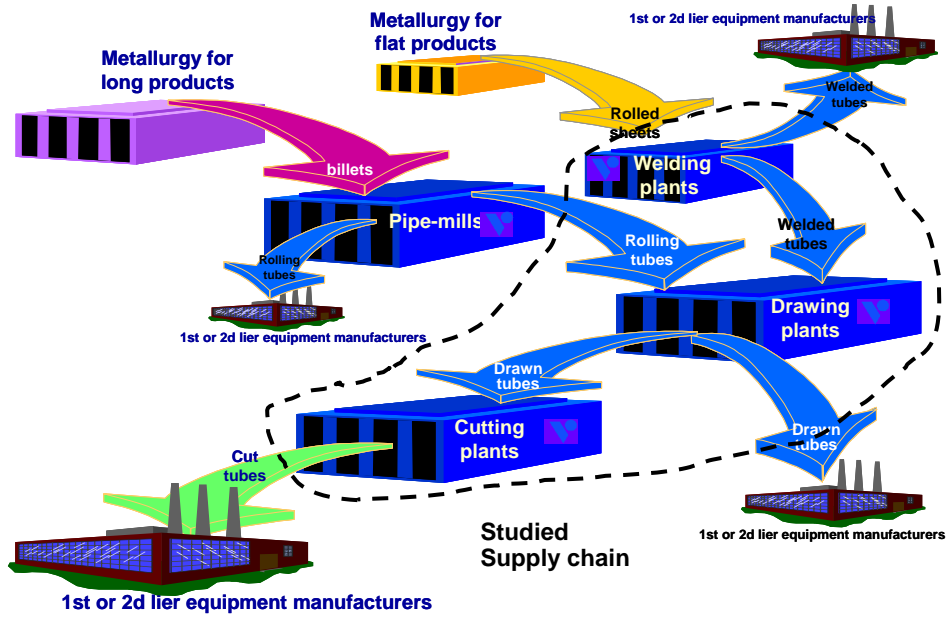 Metallurgy for
long products
Metallurgy for
flat products
1st or 2d lier equipment manufacturers
Welded
tubes
Rolled
sheets
billets
Welding
plants
Pipe-mills
Rolling
tubes
Welded
tubes
Rolling
tubes
Drawing
plants
1st or 2d lier equipment manufacturers
Drawn
tubes
Cutting
plants
Drawn
tubes
Cut
tubes
1st or 2d lier equipment manufacturers
Studied
Supply chain
1st or 2d lier equipment manufacturers